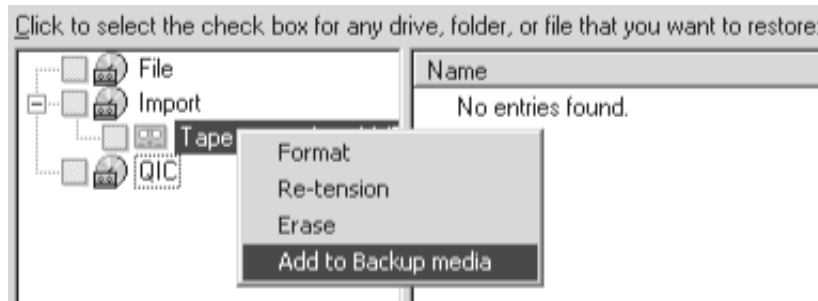 Click to select the check box for any drive, folder, or file that you want to restore:
File
Name
Import
No entries found.
Tape
QIC
Format
Re-tension
Erase
Add to Backup media